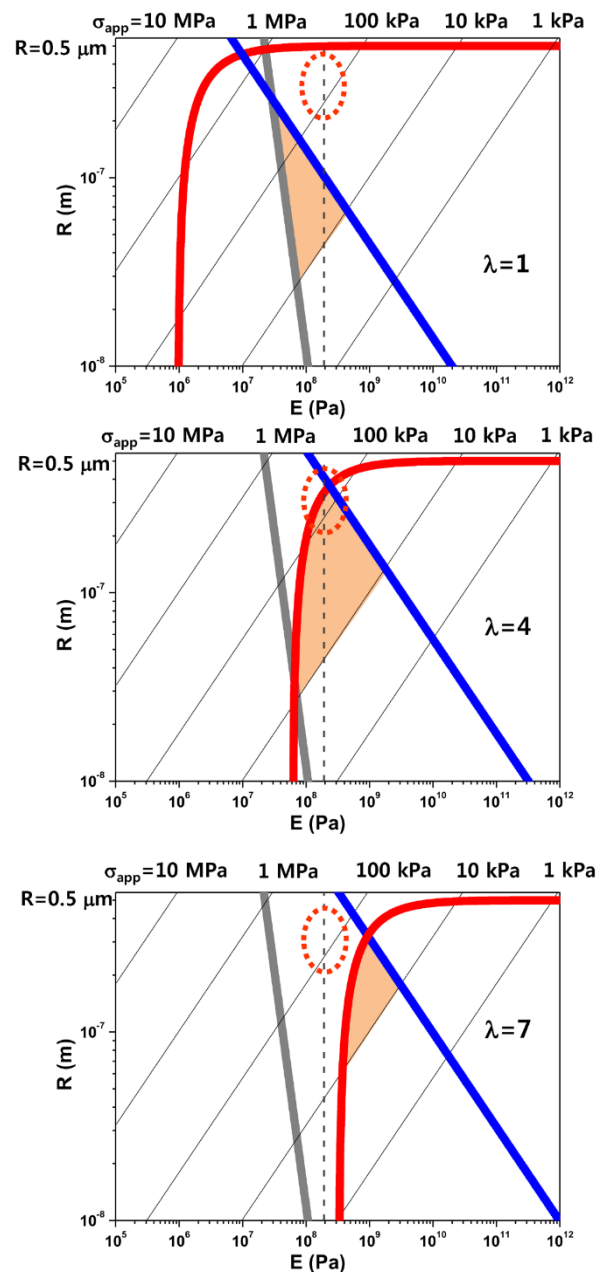 σapp=10 MPa 1 MPa 100 kPa 10 kPa 1 kPa
R=0.5 μm
R (m)
10⁻⁷
λ=1
10⁻⁸
10⁵ 10⁶ 10⁷ 10⁸ 10⁹ 10¹⁰ 10¹¹ 10¹²
E (Pa)
σapp=10 MPa 1 MPa 100 kPa 10 kPa 1 kPa
R=0.5 μm
R (m)
10⁻⁷
λ=4
10⁻⁸
10⁵ 10⁶ 10⁷ 10⁸ 10⁹ 10¹⁰ 10¹¹ 10¹²
E (Pa)
σapp=10 MPa 1 MPa 100 kPa 10 kPa 1 kPa
R=0.5 μm
R (m)
10⁻⁷
λ=7
10⁻⁸
10⁵ 10⁶ 10⁷ 10⁸ 10⁹ 10¹⁰ 10¹¹ 10¹²
E (Pa)